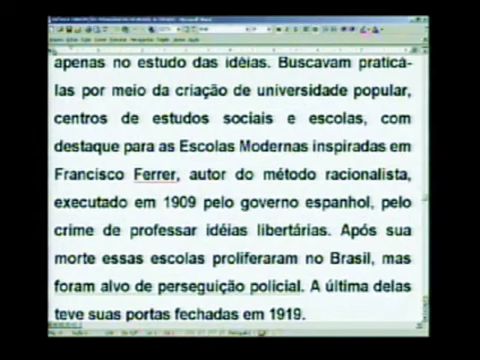 apenas no estudo das idéias. Buscavam praticá-
las por meio da criação de universidade popular,
centros de estudos sociais e escolas, com
destaque para as Escolas Modernas inspiradas em
Francisco Ferrer, autor do método racionalista,
executado em 1909 pelo governo espanhol, pelo
crime de professar idéias libertárias. Após sua
morte essas escolas proliferaram no Brasil, mas
foram alvo de perseguição policial. A última delas
teve suas portas fechadas em 1919.